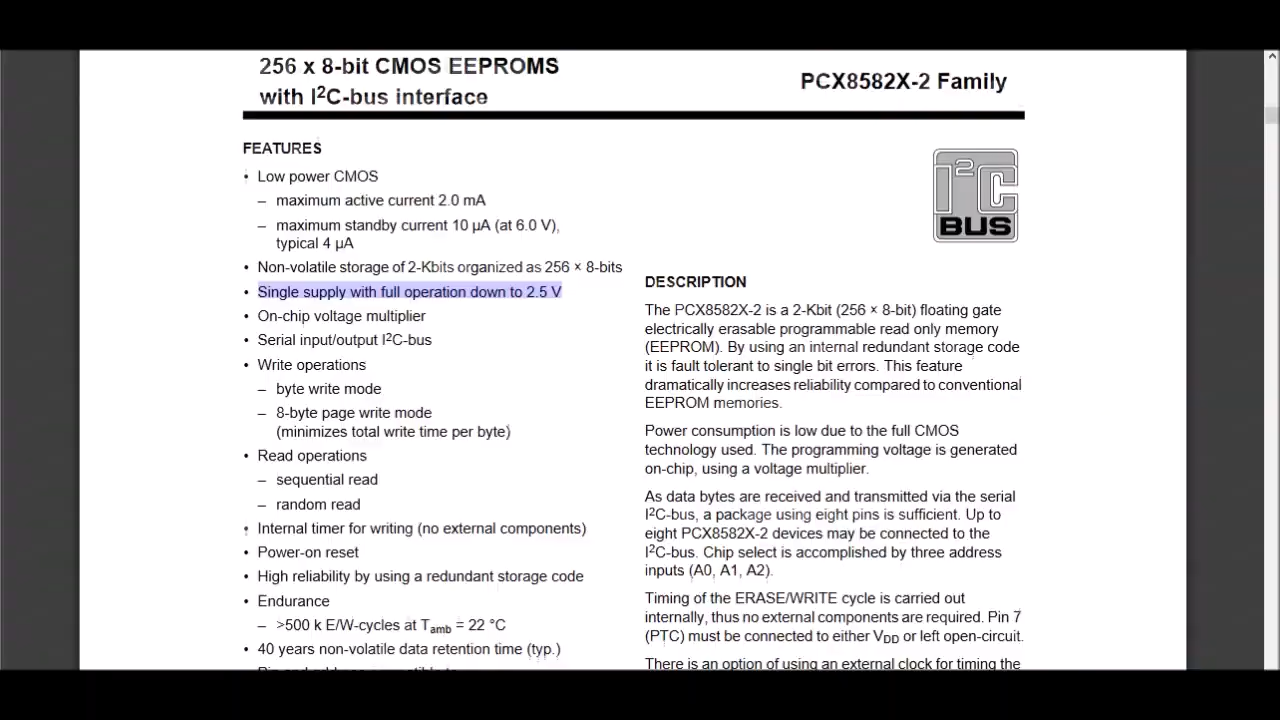 256 x 8-bit CMOS EEPROMS
with I²C-bus interface
PCX8582X-2 Family
FEATURES
• Low power CMOS
– maximum active current 2.0 mA
– maximum standby current 10 µA (at 6.0 V),
typical 4 µA
• Non-volatile storage of 2-Kbits organized as 256 × 8-bits
• Single supply with full operation down to 2.5 V
• On-chip voltage multiplier
• Serial input/output I²C-bus
• Write operations
– byte write mode
– 8-byte page write mode
(minimizes total write time per byte)
• Read operations
– sequential read
– random read
• Internal timer for writing (no external components)
• Power-on reset
• High reliability by using a redundant storage code
• Endurance
– >500 k E/W-cycles at Tamb = 22 °C
• 40 years non-volatile data retention time (typ.)
I²C
BUS
DESCRIPTION
The PCX8582X-2 is a 2-Kbit (256 × 8-bit) floating gate
electrically erasable programmable read only memory
(EEPROM). By using an internal redundant storage code
it is fault tolerant to single bit errors. This feature
dramatically increases reliability compared to conventional
EEPROM memories.
Power consumption is low due to the full CMOS
technology used. The programming voltage is generated
on-chip, using a voltage multiplier.
As data bytes are received and transmitted via the serial
I²C-bus, a package using eight pins is sufficient. Up to
eight PCX8582X-2 devices may be connected to the
I²C-bus. Chip select is accomplished by three address
inputs (A0, A1, A2).
Timing of the ERASE/WRITE cycle is carried out
internally, thus no external components are required. Pin 7
(PTC) must be connected to either VDD or left open-circuit.
There is an option of using an external clock for timing the